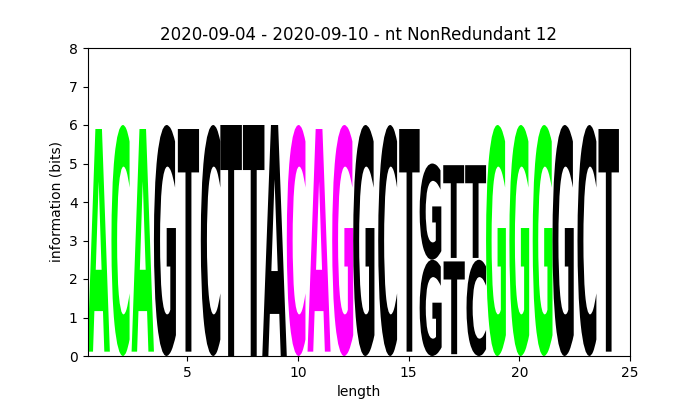 2020-09-04 - 2020-09-10 - nt NonRedundant 12
8
7
6
5
4
3
2
1
0
information (bits)
ACAGTCTTACAGGCTGTTGGGGCT
GTC
5
10
15
20
25
length